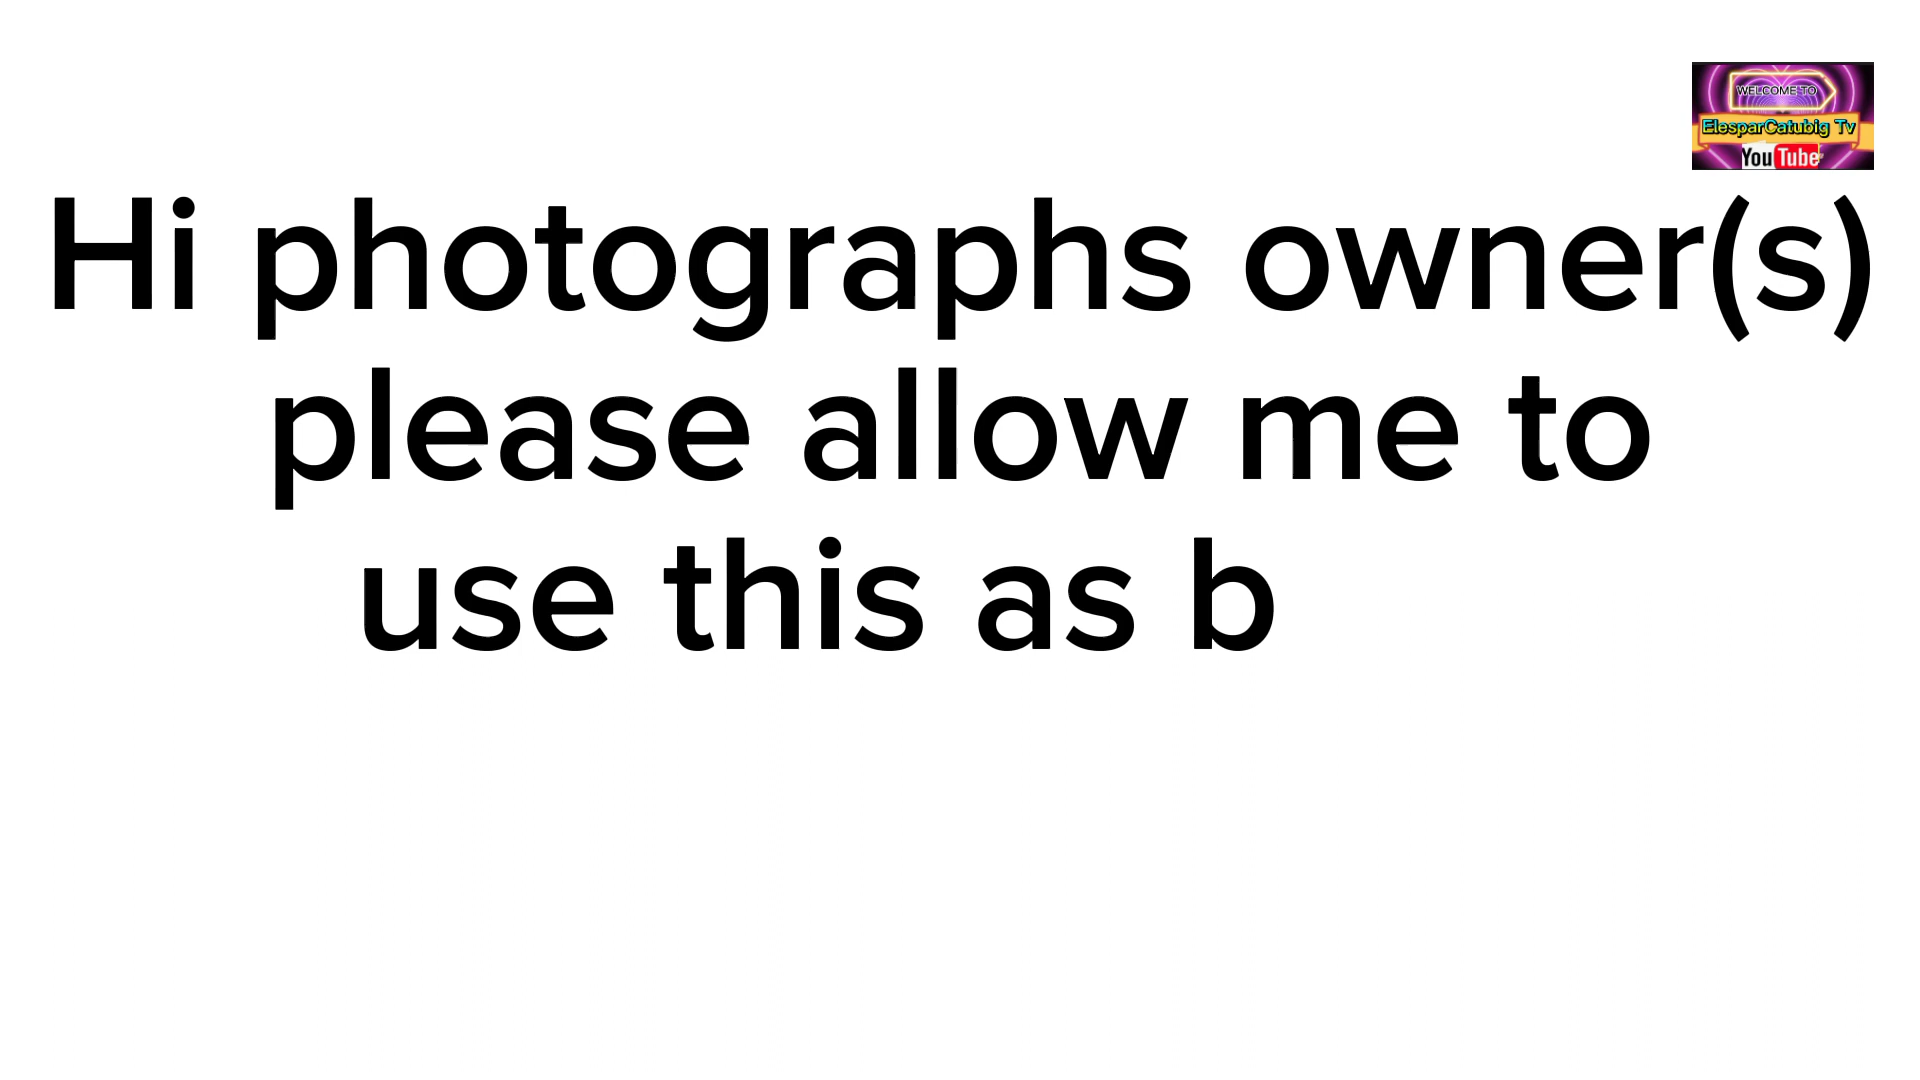 WELCOME TO
ElesparCatubig Tv
YouTube
Hi photographs owner(s)
please allow me to
use this as b